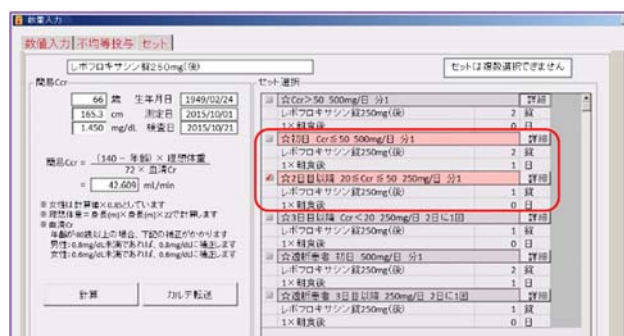 数量入力
数値入力 不均等投与 セット
レボフロキサシン錠250mg(後)
セットは複数選択できません
簡易Ccr
66 歳 生年月日 1949/02/24
165.3 cm 測定日 2015/10/01
1.450 mg/dL 検査日 2015/10/21
簡易Ccr = (140 - 年齢) × 理想体重
72 × 血清Cr
= 42.609 ml/min
※女性は計算値×0.85としています
※理想体重=身長(m)×身長(m)×22で計算します
※血清Cr
年齢が60歳以上の場合、下記の補正がかかります
男性:0.8mg/dL未満であれば、0.8mg/dLに補正します
女性:0.6mg/dL未満であれば、0.6mg/dLに補正します
計算 カルテ転送
セット選択
☆Ccr>50 500mg/日 分1 詳細
レボフロキサシン錠250mg(後) 2 錠
1×朝食後 0 日
☆初日 Ccr≦50 500mg/日 分1 詳細
レボフロキサシン錠250mg(後) 2 錠
1×朝食後 1 日
☆2日目以降 20≦Ccr≦50 250mg/日 分1 詳細
レボフロキサシン錠250mg(後) 1 錠
1×朝食後 0 日
☆3日目以降 Ccr<20 250mg/日 2日に1回 詳細
レボフロキサシン錠250mg(後) 1 錠
1×朝食後 0 日
☆透析患者 初日 500mg/日 分1 詳細
レボフロキサシン錠250mg(後) 2 錠
1×朝食後 1 日
☆透析患者 3日目以降 250mg/日 2日に1回 詳細
レボフロキサシン錠250mg(後) 1 錠
1×朝食後 0 日